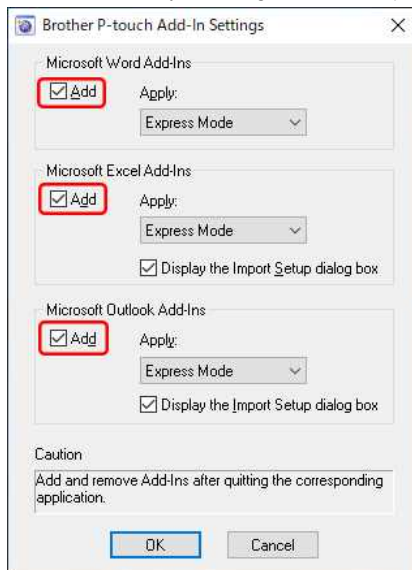 Brother P-touch Add-In Settings
Microsoft Word Add-Ins
Add
Apply:
Express Mode
Microsoft Excel Add-Ins
Add
Apply:
Express Mode
Display the Import Setup dialog box
Microsoft Outlook Add-Ins
Add
Apply:
Express Mode
Display the Import Setup dialog box
Caution
Add and remove Add-Ins after quitting the corresponding
application.
OK Cancel